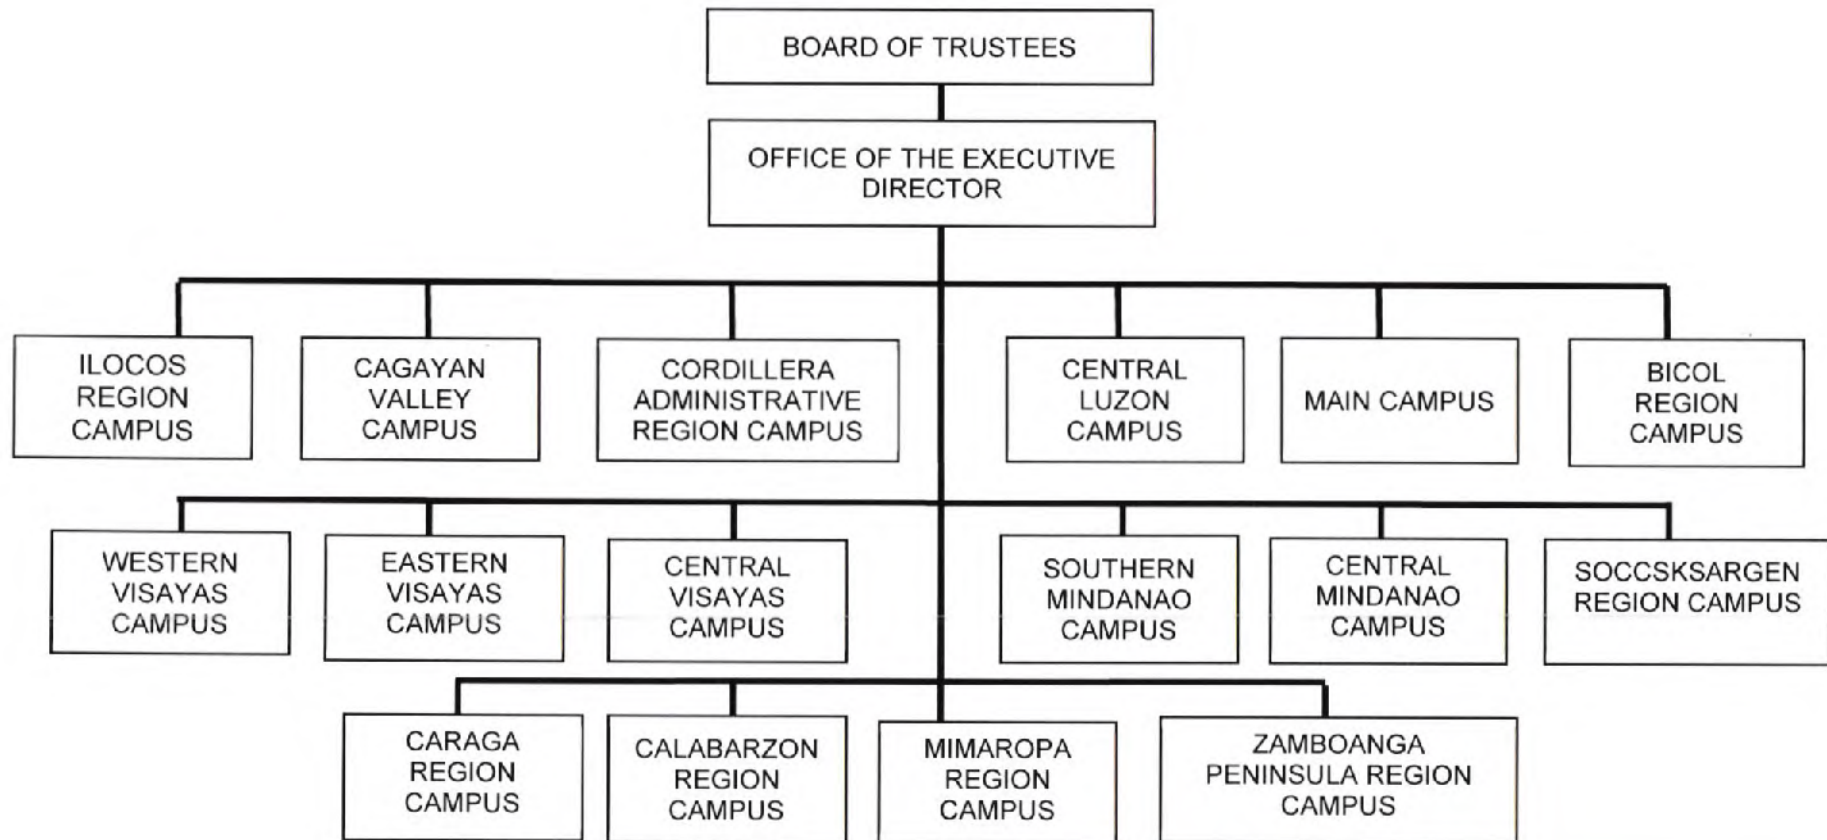 BOARD OF TRUSTEES
OFFICE OF THE EXECUTIVE
DIRECTOR
ILOCOS
REGION
CAMPUS
CAGAYAN
VALLEY
CAMPUS
CORDILLERA
ADMINISTRATIVE
REGION CAMPUS
CENTRAL
LUZON
CAMPUS
MAIN CAMPUS
BICOL
REGION
CAMPUS
WESTERN
VISAYAS
CAMPUS
EASTERN
VISAYAS
CAMPUS
CENTRAL
VISAYAS
CAMPUS
SOUTHERN
MINDANAO
CAMPUS
CENTRAL
MINDANAO
CAMPUS
SOCCSKSARGEN
REGION CAMPUS
CARAGA
REGION
CAMPUS
CALABARZON
REGION
CAMPUS
MIMAROPA
REGION
CAMPUS
ZAMBOANGA
PENINSULA REGION
CAMPUS